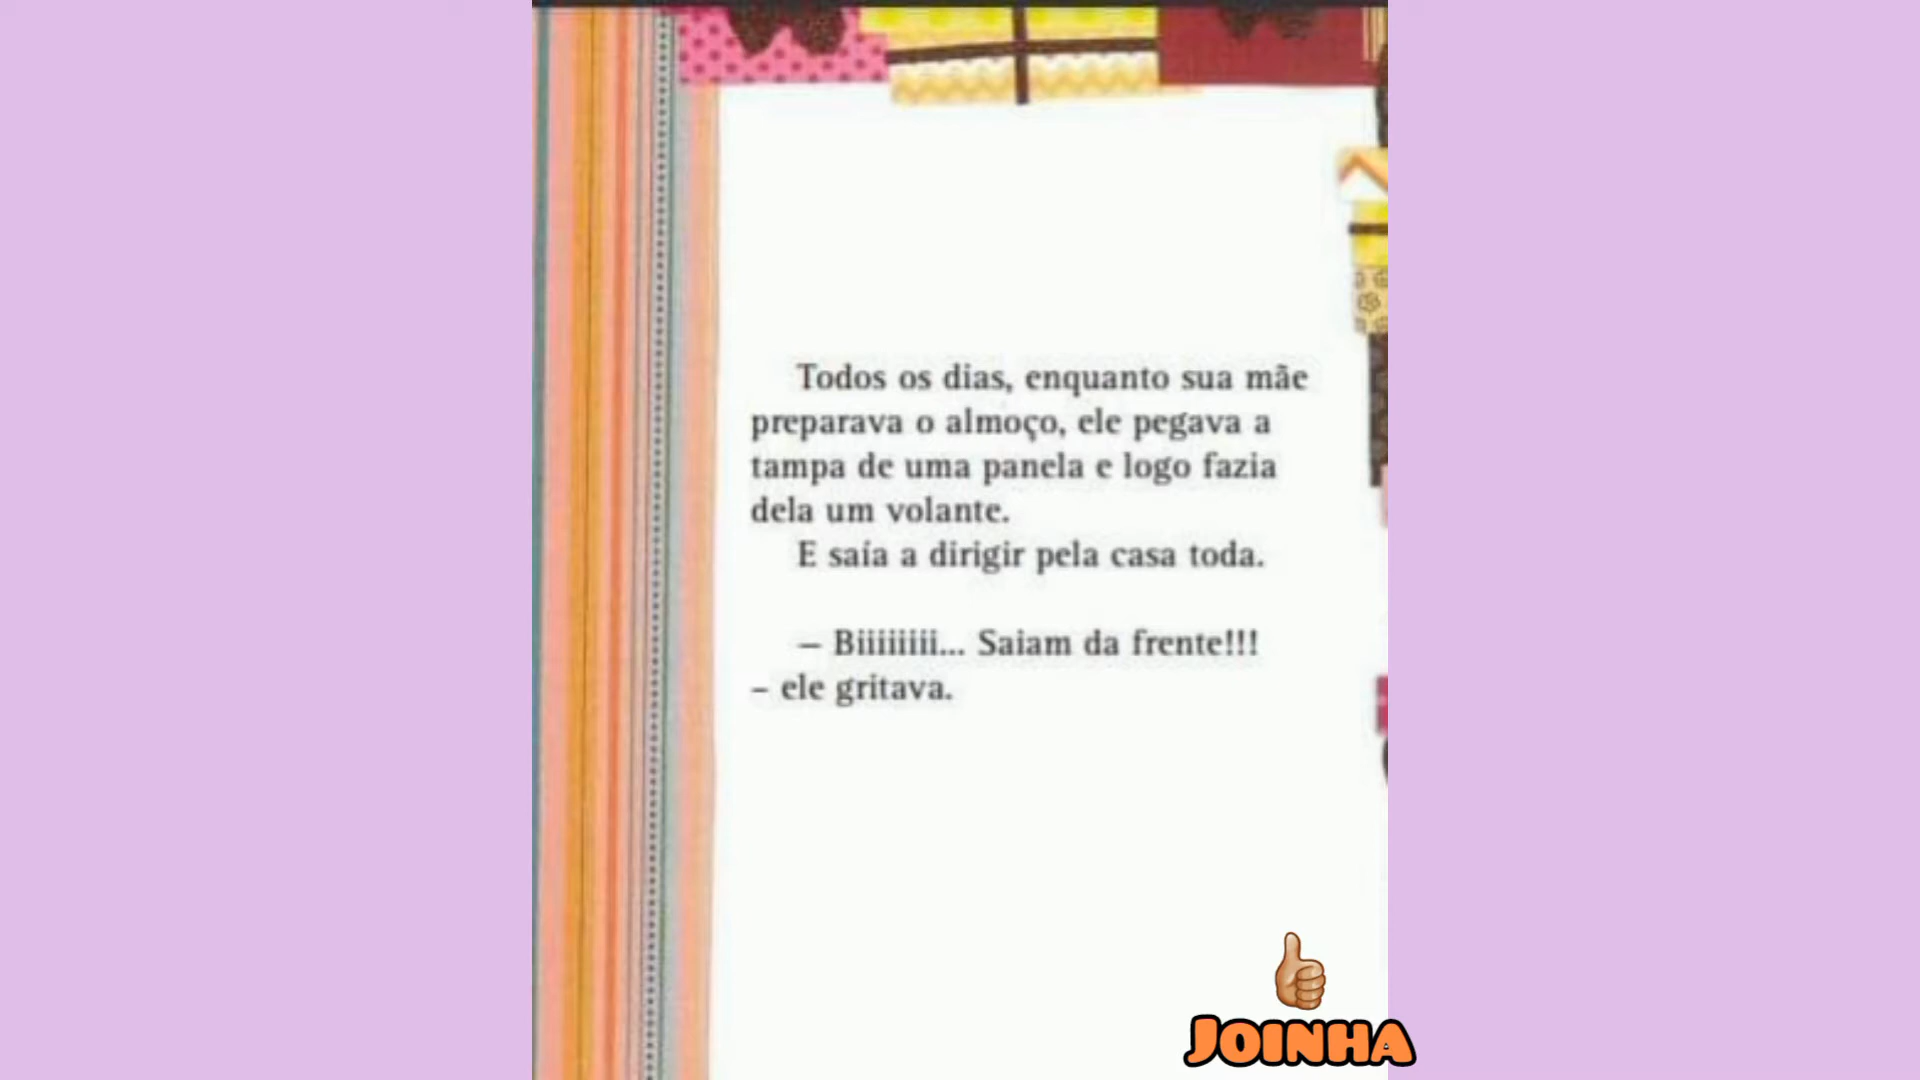 Todos os dias, enquanto sua mãe
preparava o almoço, ele pegava a
tampa de uma panela e logo fazia
dela um volante.
E saía a dirigir pela casa toda.
– Biiiiiiiii... Saiam da frente!!!
– ele gritava.
JOINHA